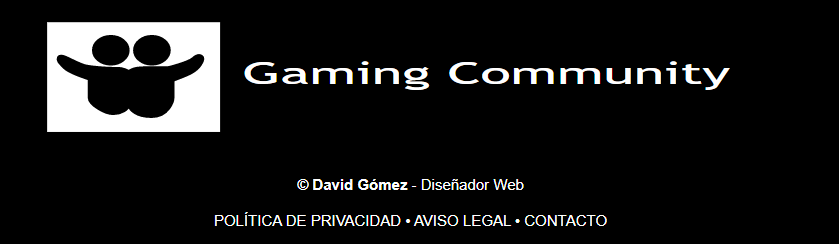 Gaming Community
© David Gómez - Diseñador Web
POLÍTICA DE PRIVACIDAD • AVISO LEGAL • CONTACTO